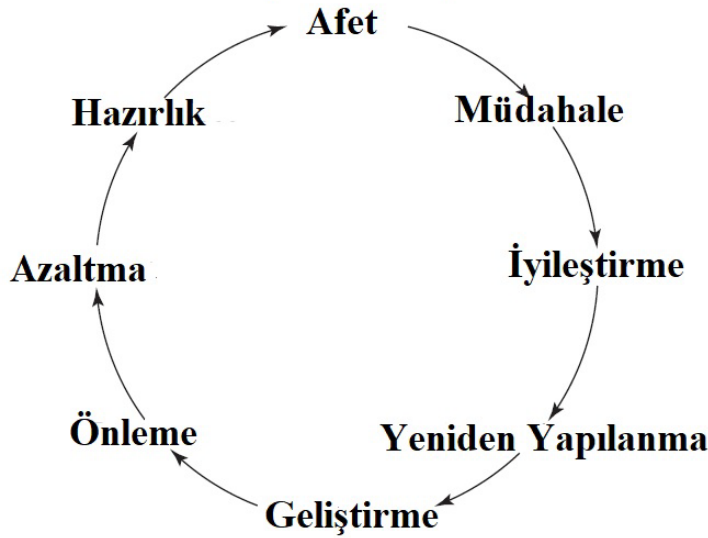 Afet
Müdahale
İyileştirme
Yeniden Yapılanma
Geliştirme
Önleme
Azaltma
Hazırlık